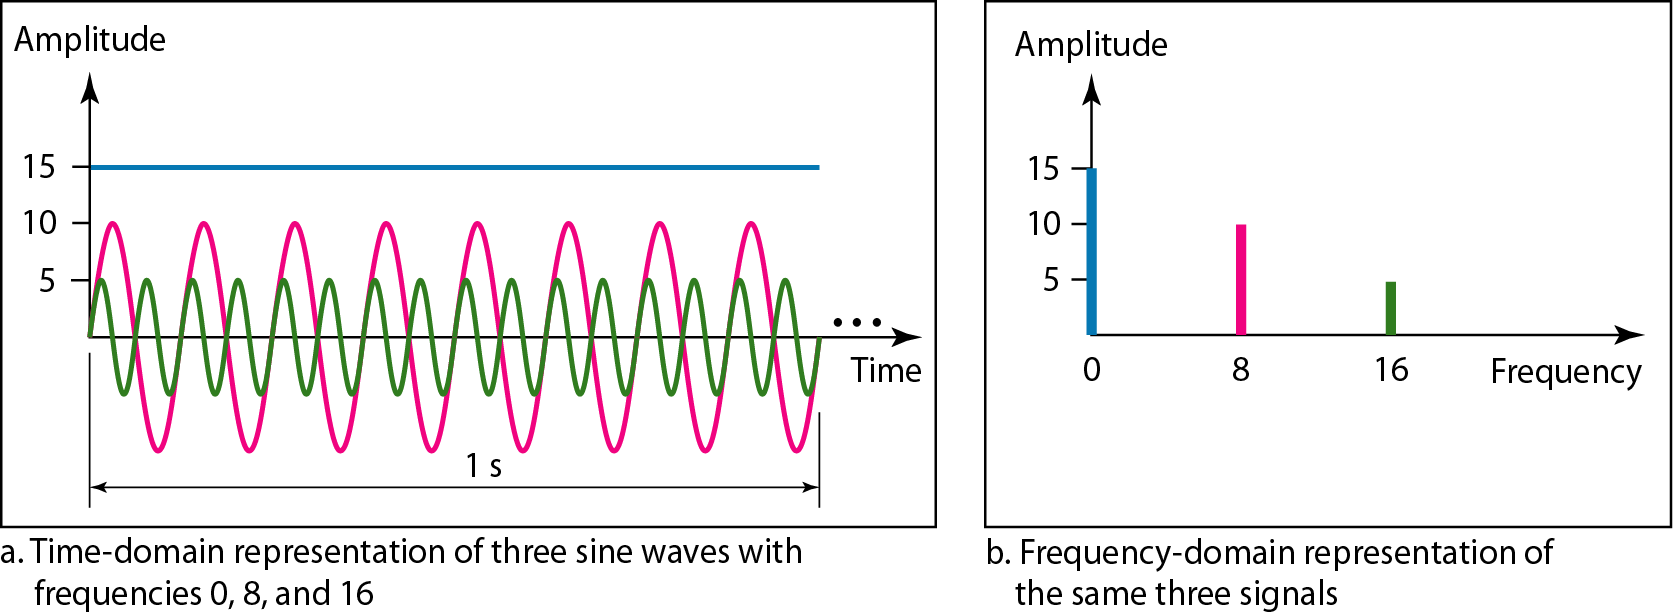 Amplitude
15
10
5
Time
1 s
a. Time-domain representation of three sine waves with
frequencies 0, 8, and 16
Amplitude
15
10
5
0 8 16 Frequency
b. Frequency-domain representation of
the same three signals